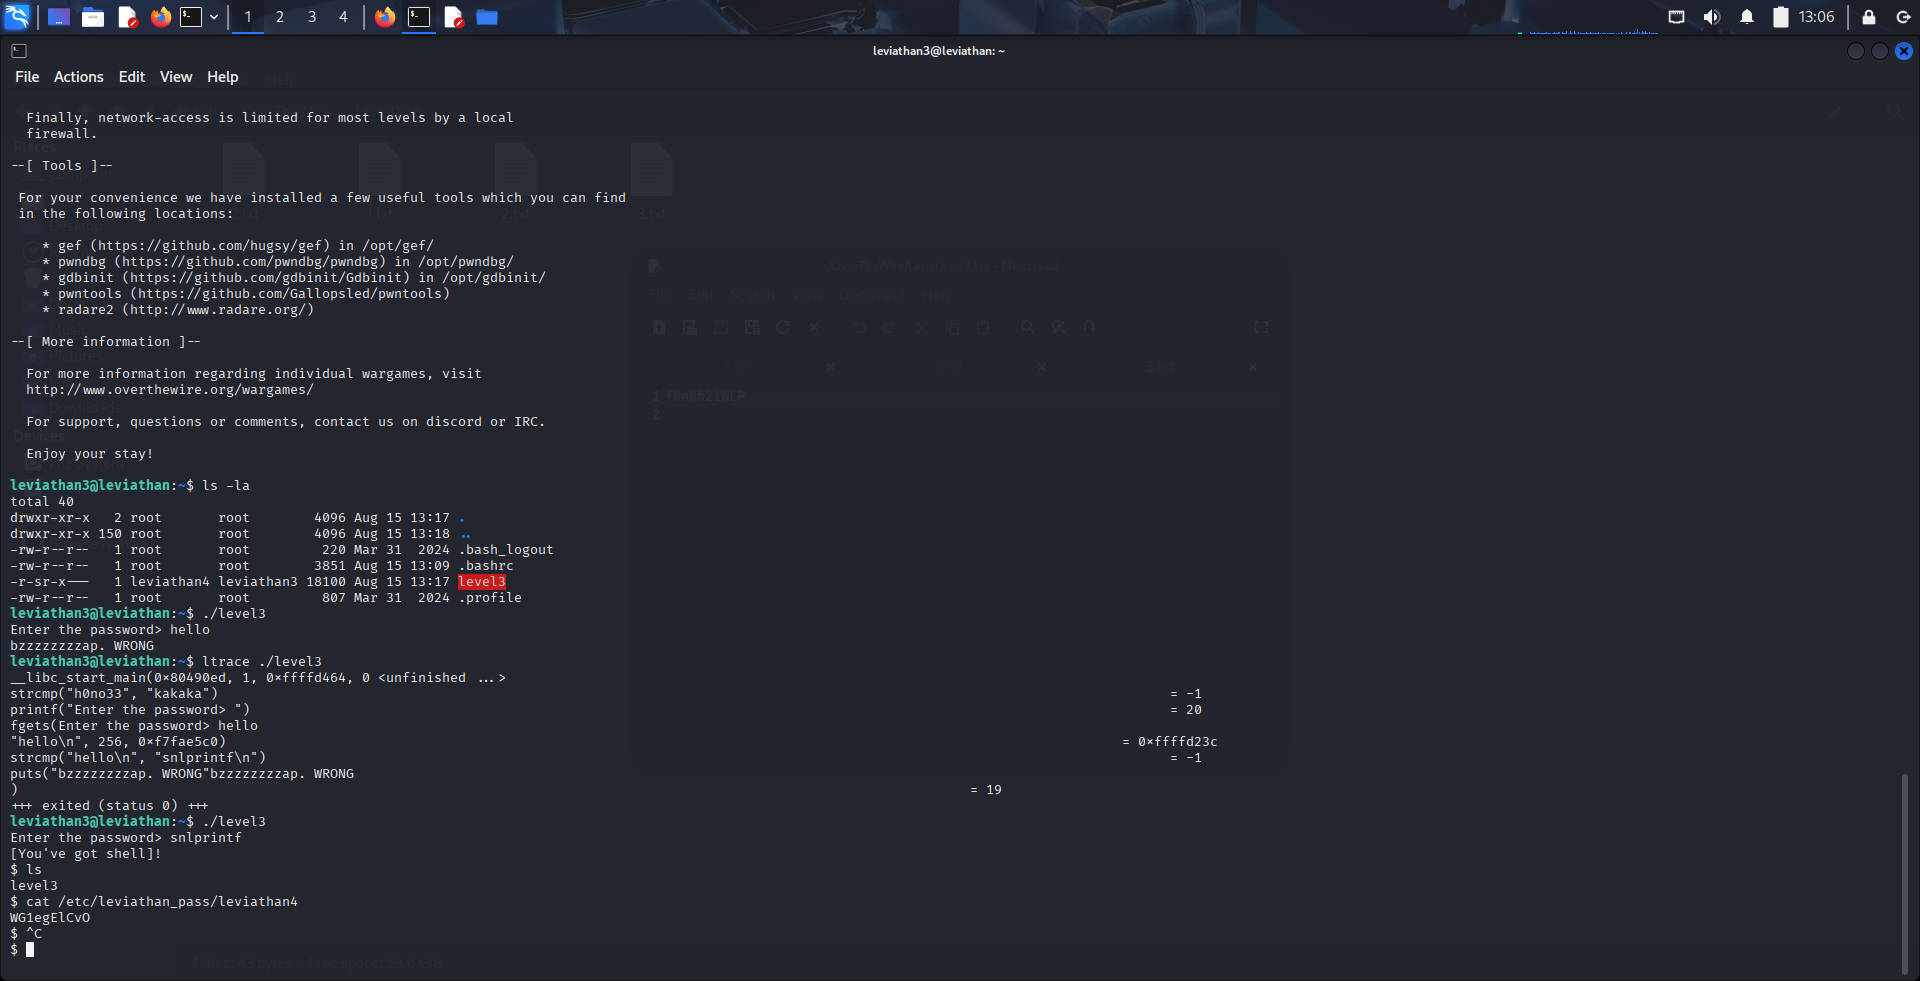 1 2 3 4 13:06
leviathan3@leviathan: ~
File Actions Edit View Help
Finally, network-access is limited for most levels by a local
firewall.
--[ Tools ]--
For your convenience we have installed a few useful tools which you can find
in the following locations:
* gef (https://github.com/hugsy/gef) in /opt/gef/
* pwndbg (https://github.com/pwndbg/pwndbg) in /opt/pwndbg/
* gdbinit (https://github.com/gdbinit/Gdbinit) in /opt/gdbinit/
* pwntools (https://github.com/Gallopsled/pwntools)
* radare2 (http://www.radare.org/)
--[ More information ]--
For more information regarding individual wargames, visit
http://www.overthewire.org/wargames/
For support, questions or comments, contact us on discord or IRC.
Enjoy your stay!
leviathan3@leviathan:~$ ls -la
total 40
drwxr-xr-x 2 root root 4096 Aug 15 13:17 .
drwxr-xr-x 150 root root 4096 Aug 15 13:18 ..
-rw-r--r-- 1 root root 220 Mar 31 2024 .bash_logout
-rw-r--r-- 1 root root 3851 Aug 15 13:09 .bashrc
-r-sr-x--- 1 leviathan4 leviathan3 18100 Aug 15 13:17 level3
-rw-r--r-- 1 root root 807 Mar 31 2024 .profile
leviathan3@leviathan:~$ ./level3
Enter the password> hello
bzzzzzzzzap. WRONG
leviathan3@leviathan:~$ ltrace ./level3
__libc_start_main(0×80490ed, 1, 0×ffffd464, 0 <unfinished ...>
strcmp("h0no33", "kakaka") = -1
printf("Enter the password> ") = 20
fgets(Enter the password> hello
"hello\n", 256, 0×f7fae5c0) = 0×ffffd23c
strcmp("hello\n", "snlprintf\n") = -1
puts("bzzzzzzzzap. WRONG"bzzzzzzzzap. WRONG
) = 19
+++ exited (status 0) +++
leviathan3@leviathan:~$ ./level3
Enter the password> snlprintf
[You've got shell]!
$ ls
level3
$ cat /etc/leviathan_pass/leviathan4
WG1egElCvO
$ ^C
$